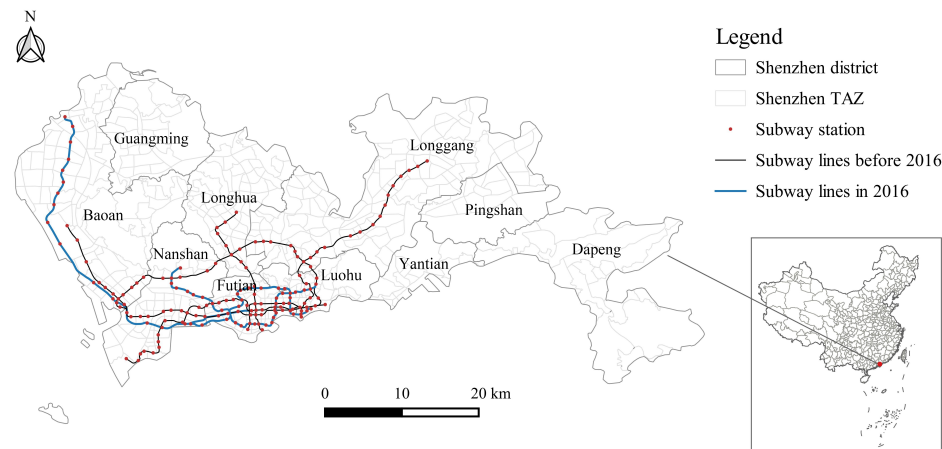 N
Legend
Shenzhen district
Shenzhen TAZ
Subway station
Subway lines before 2016
Subway lines in 2016
Guangming
Longgang
Longhua
Pingshan
Baoan
Nanshan
Dapeng
Luohu
Yantian
Futian
0 10 20 km